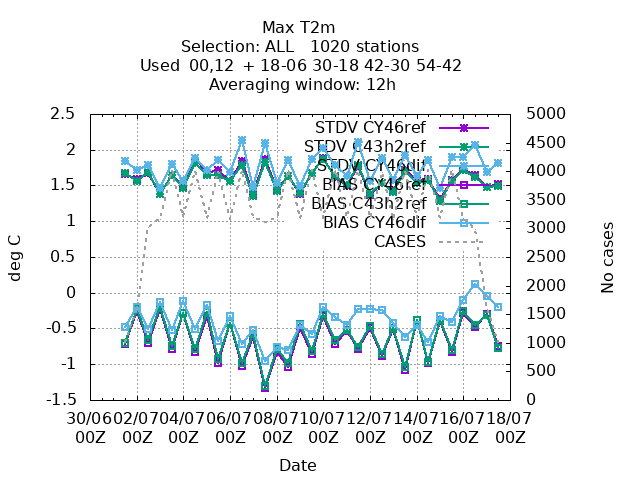 Max T2m
Selection: ALL   1020 stations
Used  00,12  + 18-06 30-18 42-30 54-42
Averaging window: 12h
2.5
2
1.5
1
0.5
0
-0.5
-1
-1.5
deg C
5000
4500
4000
3500
3000
2500
2000
1500
1000
500
0
No cases
STDV CY46ref
STDV C43h2ref
STDV CY46dif
BIAS CY46ref
BIAS C43h2ref
BIAS CY46dif
CASES
30/06 02/07 04/07 06/07 08/07 10/07 12/07 14/07 16/07 18/07
00Z 00Z 00Z 00Z 00Z 00Z 00Z 00Z 00Z 00Z
Date